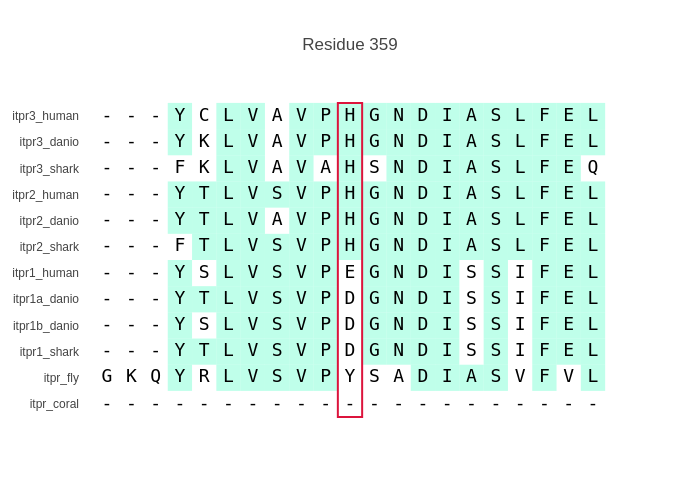 Residue 359
itpr3_human - - - Y C L V A V P H G N D I A S L F E L
itpr3_danio - - - Y K L V A V P H G N D I A S L F E L
itpr3_shark - - - F K L V A V A H S N D I A S L F E Q
itpr2_human - - - Y T L V S V P H G N D I A S L F E L
itpr2_danio - - - Y T L V A V P H G N D I A S L F E L
itpr2_shark - - - F T L V S V P H G N D I A S L F E L
itpr1_human - - - Y S L V S V P E G N D I S S I F E L
itpr1a_danio - - - Y T L V S V P D G N D I S S I F E L
itpr1b_danio - - - Y S L V S V P D G N D I S S I F E L
itpr1_shark - - - Y T L V S V P D G N D I S S I F E L
itpr_fly G K Q Y R L V S V P Y S A D I A S V F V L
itpr_coral - - - - - - - - - - - - - - - - - - - - -